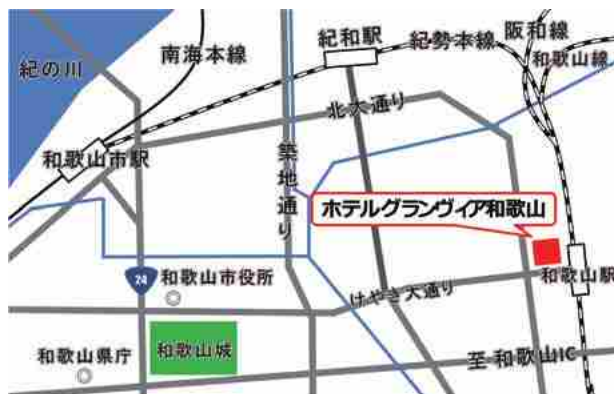 阪和線
紀和駅
紀勢本線
南海本線
和歌山線
紀の川
北大通り
和歌山市駅
築地通り
ホテルグランヴィア和歌山
24
和歌山市役所
けやき大通り
和歌山駅
和歌山城
和歌山県庁
至 和歌山IC